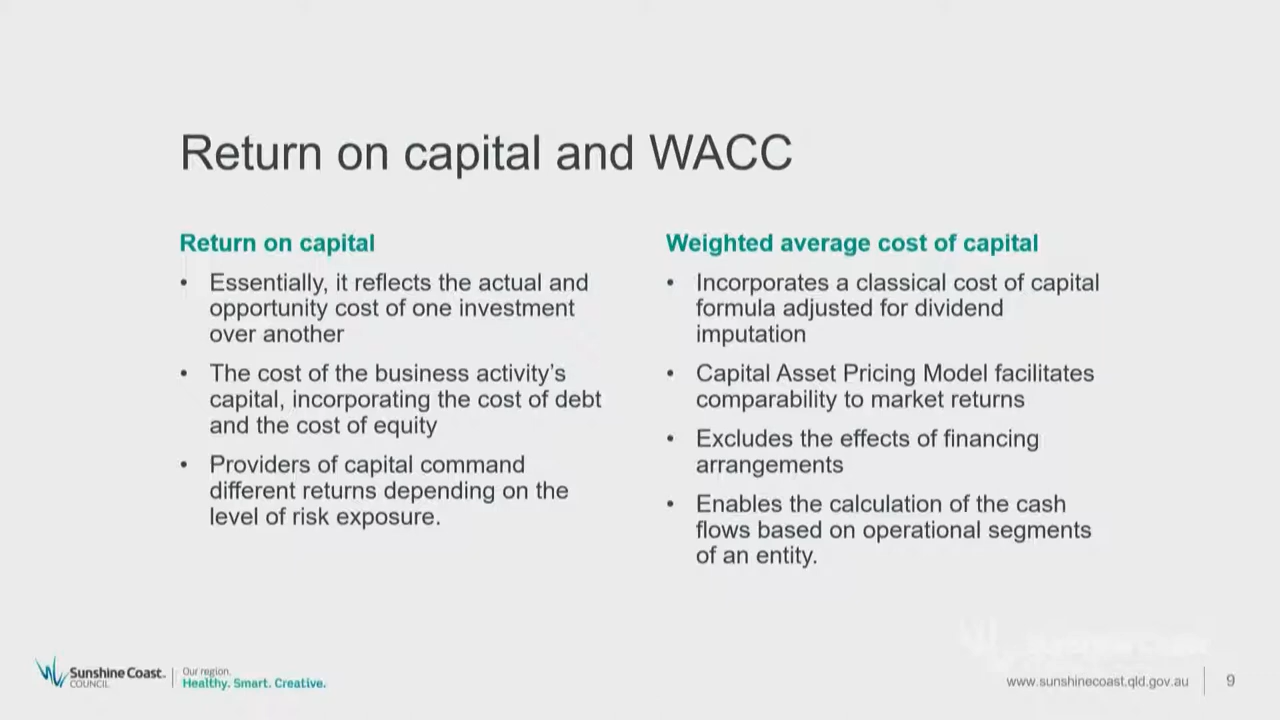 Return on capital and WACC
Return on capital
• Essentially, it reflects the actual and
opportunity cost of one investment
over another
• The cost of the business activity's
capital, incorporating the cost of debt
and the cost of equity
• Providers of capital command
different returns depending on the
level of risk exposure.
Weighted average cost of capital
• Incorporates a classical cost of capital
formula adjusted for dividend
imputation
• Capital Asset Pricing Model facilitates
comparability to market returns
• Excludes the effects of financing
arrangements
• Enables the calculation of the cash
flows based on operational segments
of an entity.
Sunshine Coast.
COUNCIL
Our region.
Healthy. Smart. Creative.
www.sunshinecoast.qld.gov.au
9